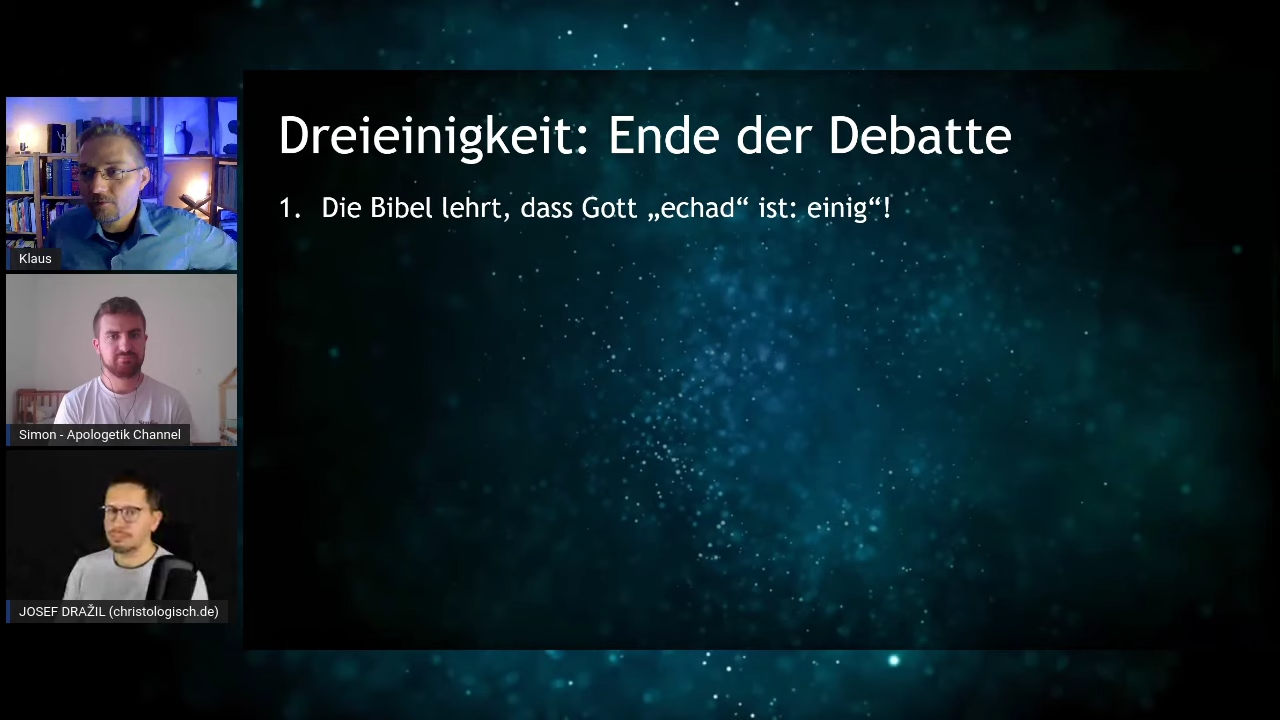 Dreieinigkeit: Ende der Debatte
1. Die Bibel lehrt, dass Gott „echad“ ist: einig“!
Klaus
Simon - Apologetik Channel
JOSEF DRAŽIL (christologisch.de)